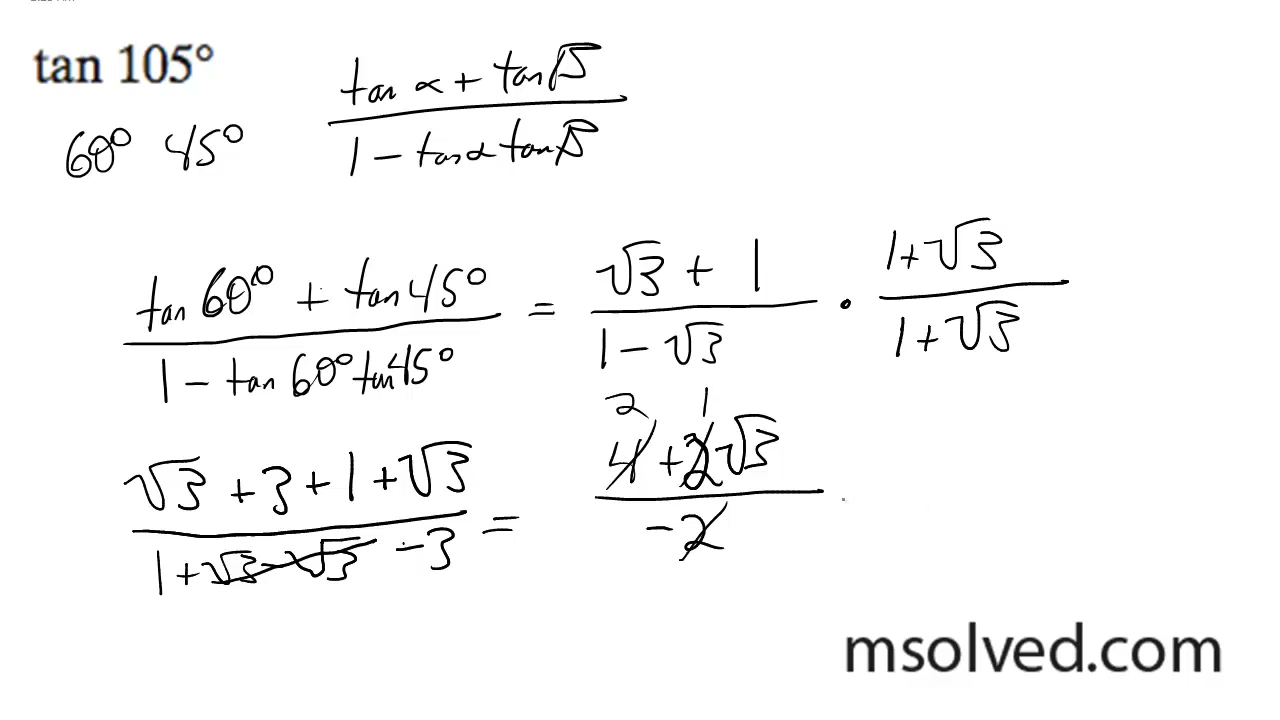 tan 105°
60° 45°
tan α + tan β
1 - tan α tan β
tan 60° + tan 45°
1 - tan 60° tan 45°
= √3 + 1
1 - √3
· 1 + √3
1 + √3
√3 + 3 + 1 + √3
1 + √3 - √3 - 3
=
2 1
4 + 2√3
-2
msolved.com